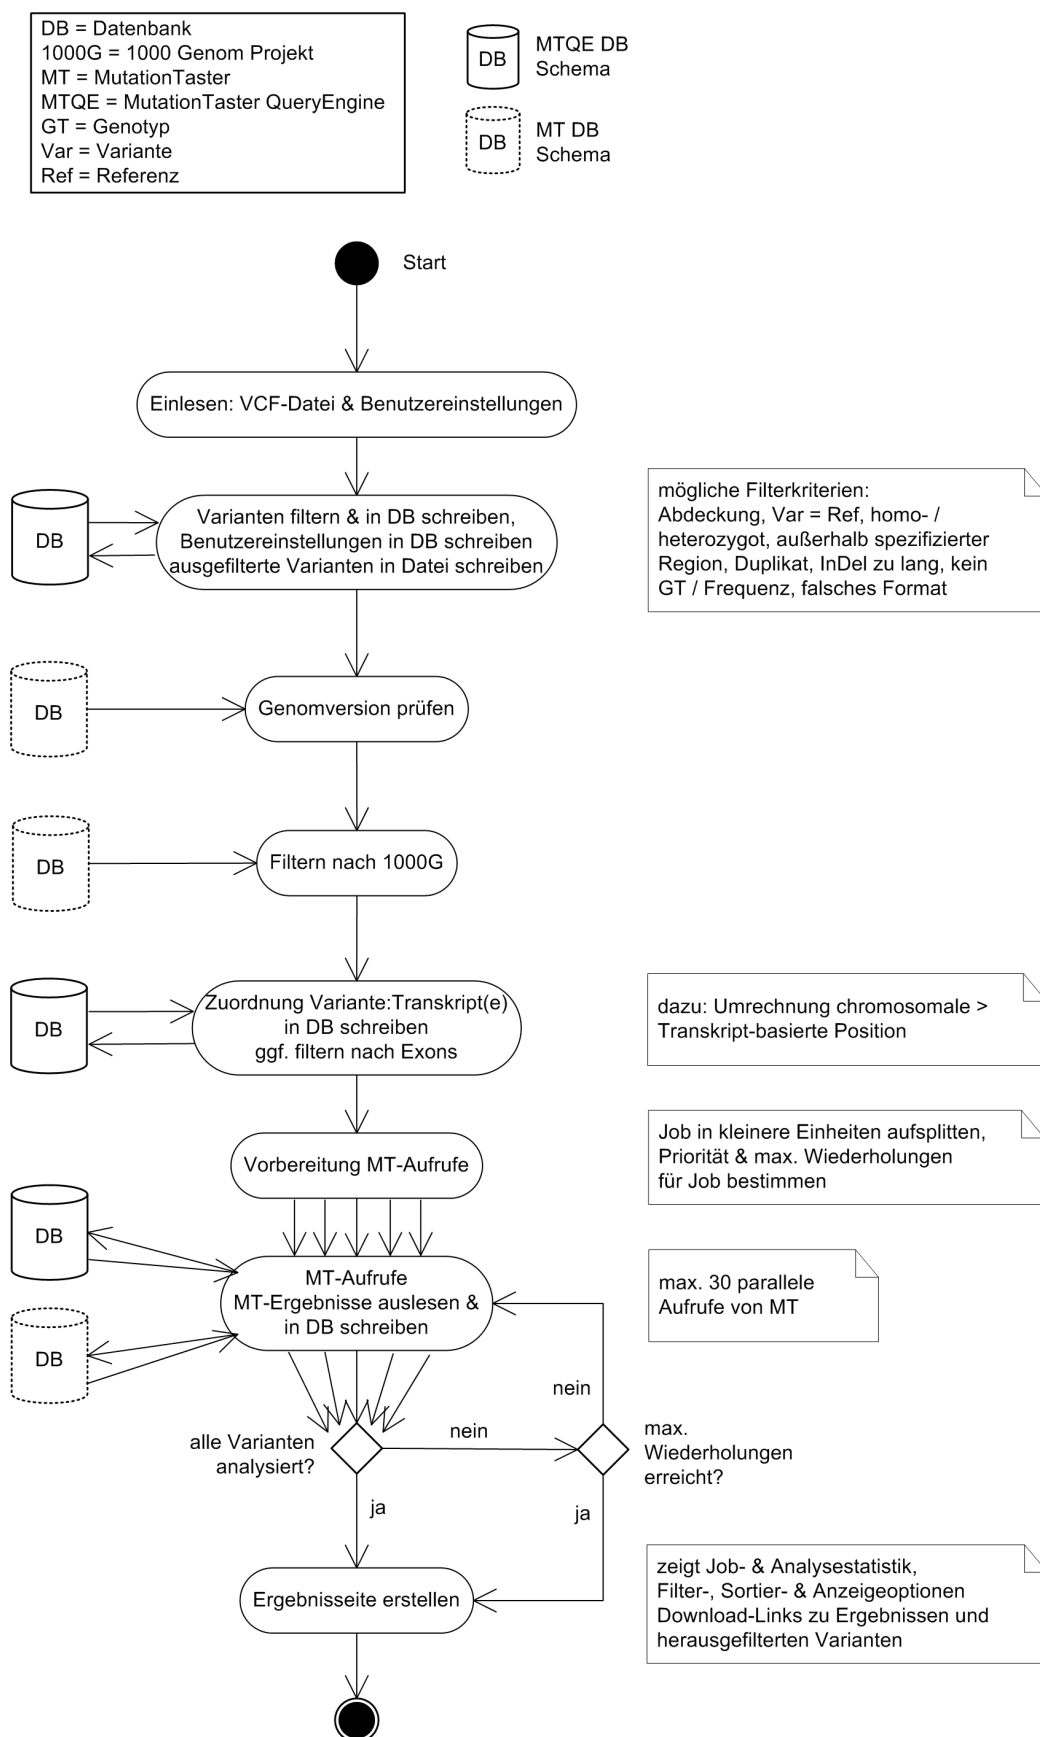 DB = Datenbank
1000G = 1000 Genom Projekt
MT = MutationTaster
MTQE = MutationTaster QueryEngine
GT = Genotyp
Var = Variante
Ref = Referenz
DB
MTQE DB
Schema
DB
MT DB
Schema
Start
Einlesen: VCF-Datei & Benutzereinstellungen
DB
Varianten filtern & in DB schreiben,
Benutzereinstellungen in DB schreiben
ausgefilterte Varianten in Datei schreiben
mögliche Filterkriterien:
Abdeckung, Var = Ref, homo- /
heterozygot, außerhalb spezifizierter
Region, Duplikat, InDel zu lang, kein
GT / Frequenz, falsches Format
DB
Genomversion prüfen
DB
Filtern nach 1000G
DB
Zuordnung Variante:Transkript(e)
in DB schreiben
ggf. filtern nach Exons
dazu: Umrechnung chromosomale >
Transkript-basierte Position
Vorbereitung MT-Aufrufe
Job in kleinere Einheiten aufsplitten,
Priorität & max. Wiederholungen
für Job bestimmen
DB
MT-Aufrufe
MT-Ergebnisse auslesen &
in DB schreiben
max. 30 parallele
Aufrufe von MT
DB
nein
alle Varianten
analysiert?
nein
max.
Wiederholungen
erreicht?
ja
ja
Ergebnisseite erstellen
zeigt Job- & Analysestatistik,
Filter-, Sortier- & Anzeigeoptionen
Download-Links zu Ergebnissen und
herausgefilterten Varianten